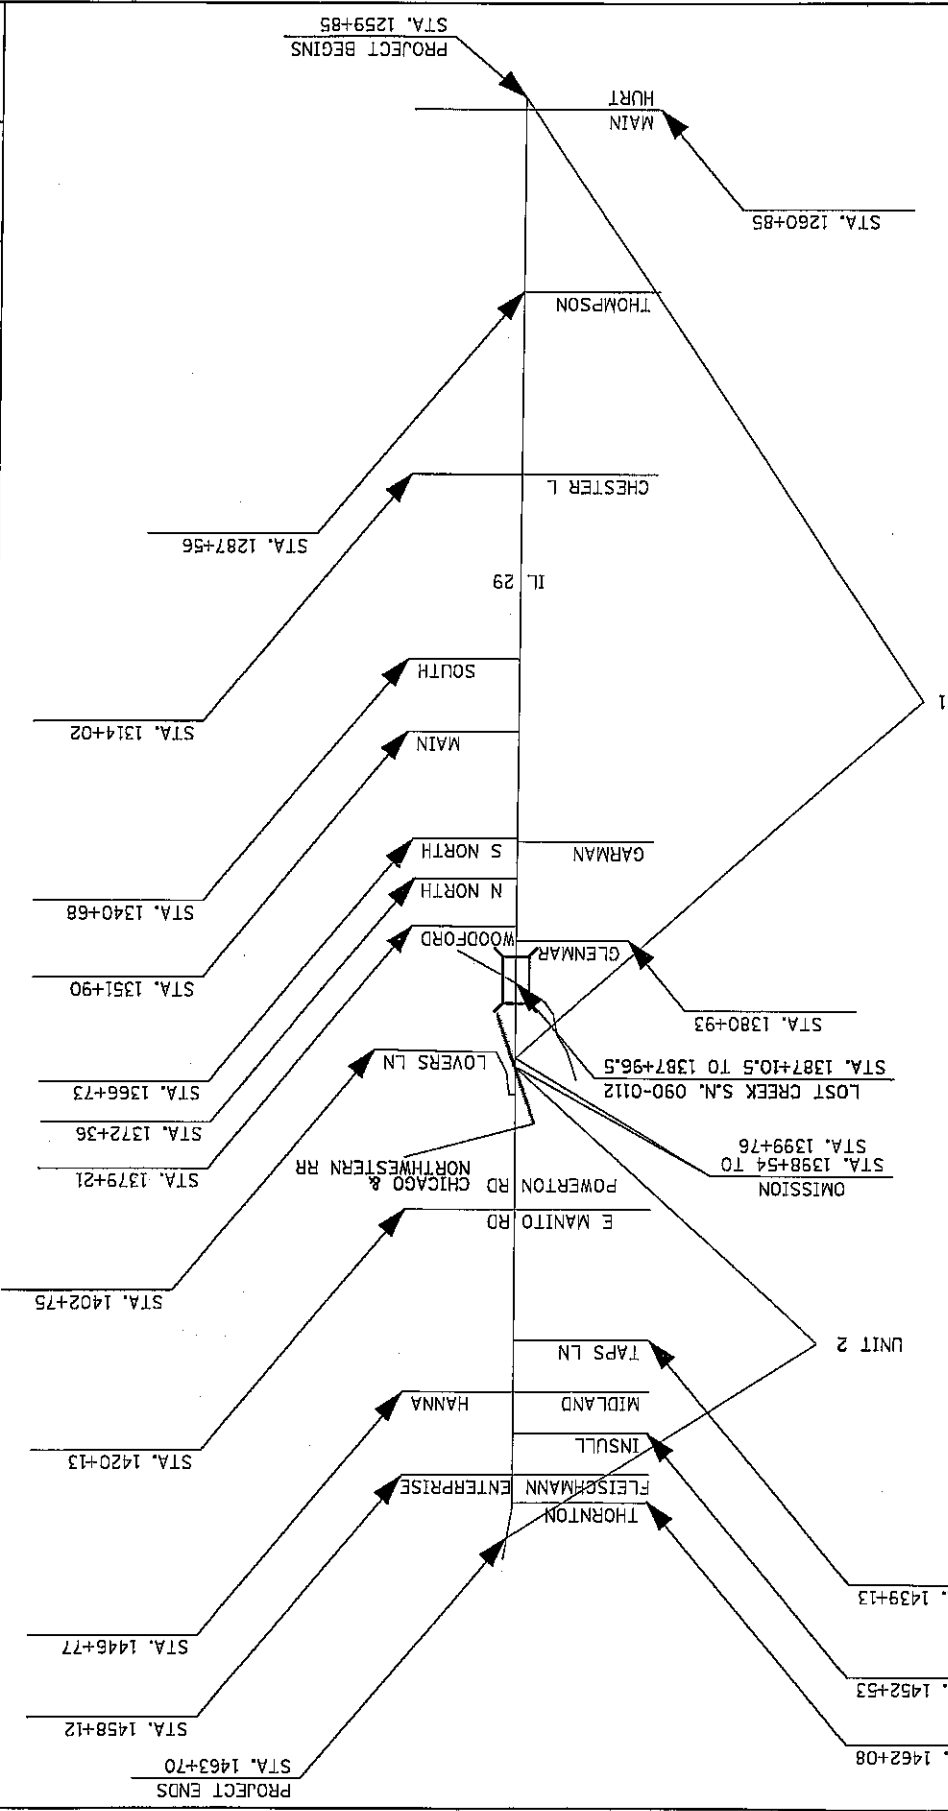 PROJECT ENDS
STA. 1463+70
. 1462+08
STA. 1458+12
. 1452+53
STA. 1446+77
. 1439+13
THORNTON
FLEISCHMANN
ENTERPRISE
INSULL
STA. 1420+13
MIDLAND
HANNA
TAPS LN
UNIT 2
STA. 1402+75
E MANITO RD
POWERTON RD
OMISSION
STA. 1398+54 TO
STA. 1399+76
CHICAGO &
NORTHWESTERN RR
STA. 1379+21
STA. 1372+36
STA. 1366+73
LOST CREEK S.N. 090-0112
STA. 1387+10.5 TO 1387+96.5
LOVERS LN
STA. 1380+93
STA. 1351+90
GLENMAR
WOODFORD
STA. 1340+68
N NORTH
GARMAN
S NORTH
MAIN
STA. 1314+02
1
SOUTH
IL 29
STA. 1287+56
CHESTER L
THOMPSON
STA. 1260+85
MAIN
HURT
PROJECT BEGINS
STA. 1259+85